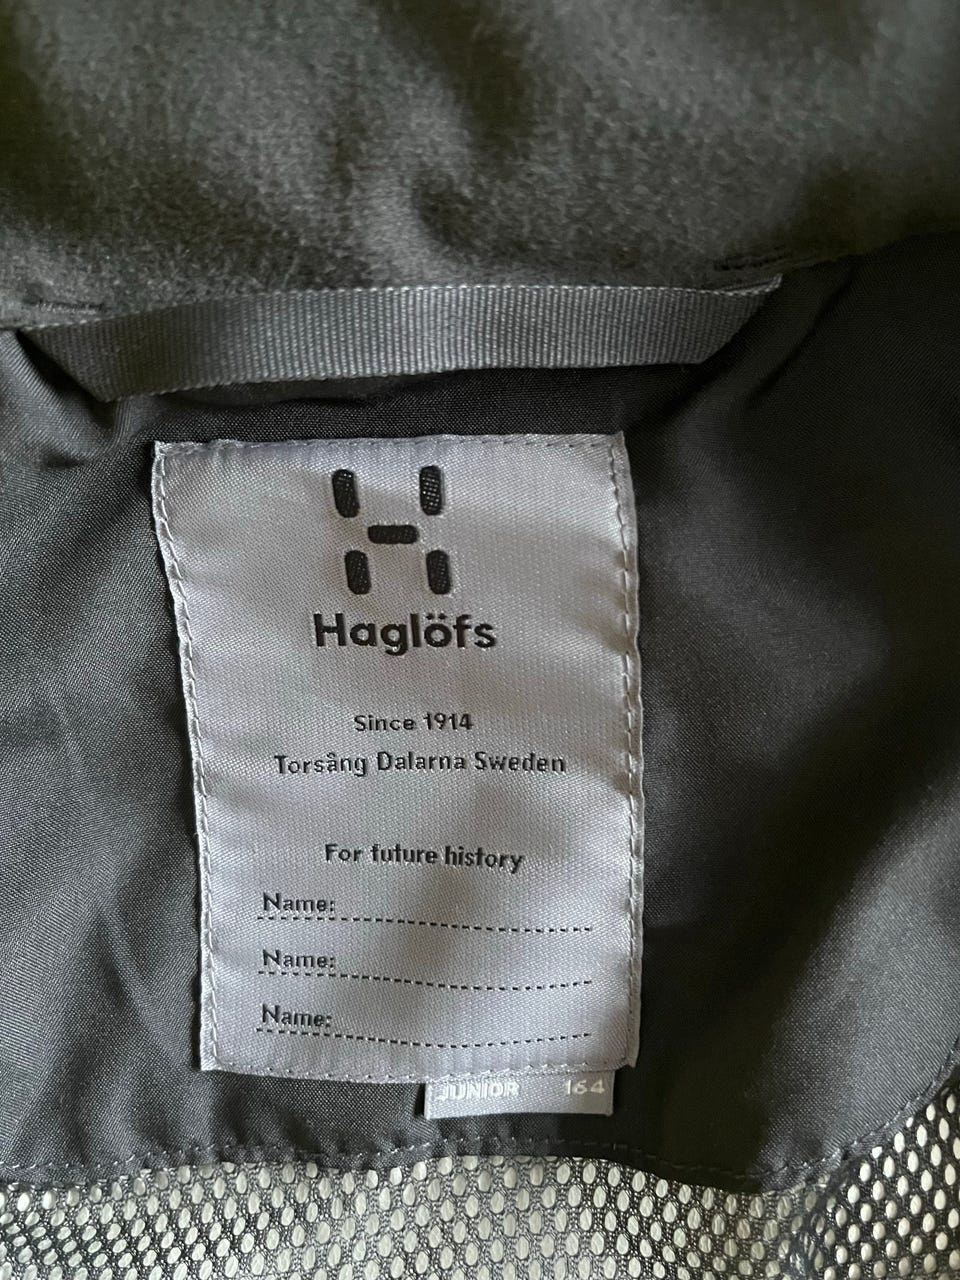 Haglöfs
Since 1914
Torsång Dalarna Sweden
For future history
Name:
Name:
Name:
JUNIOR 164